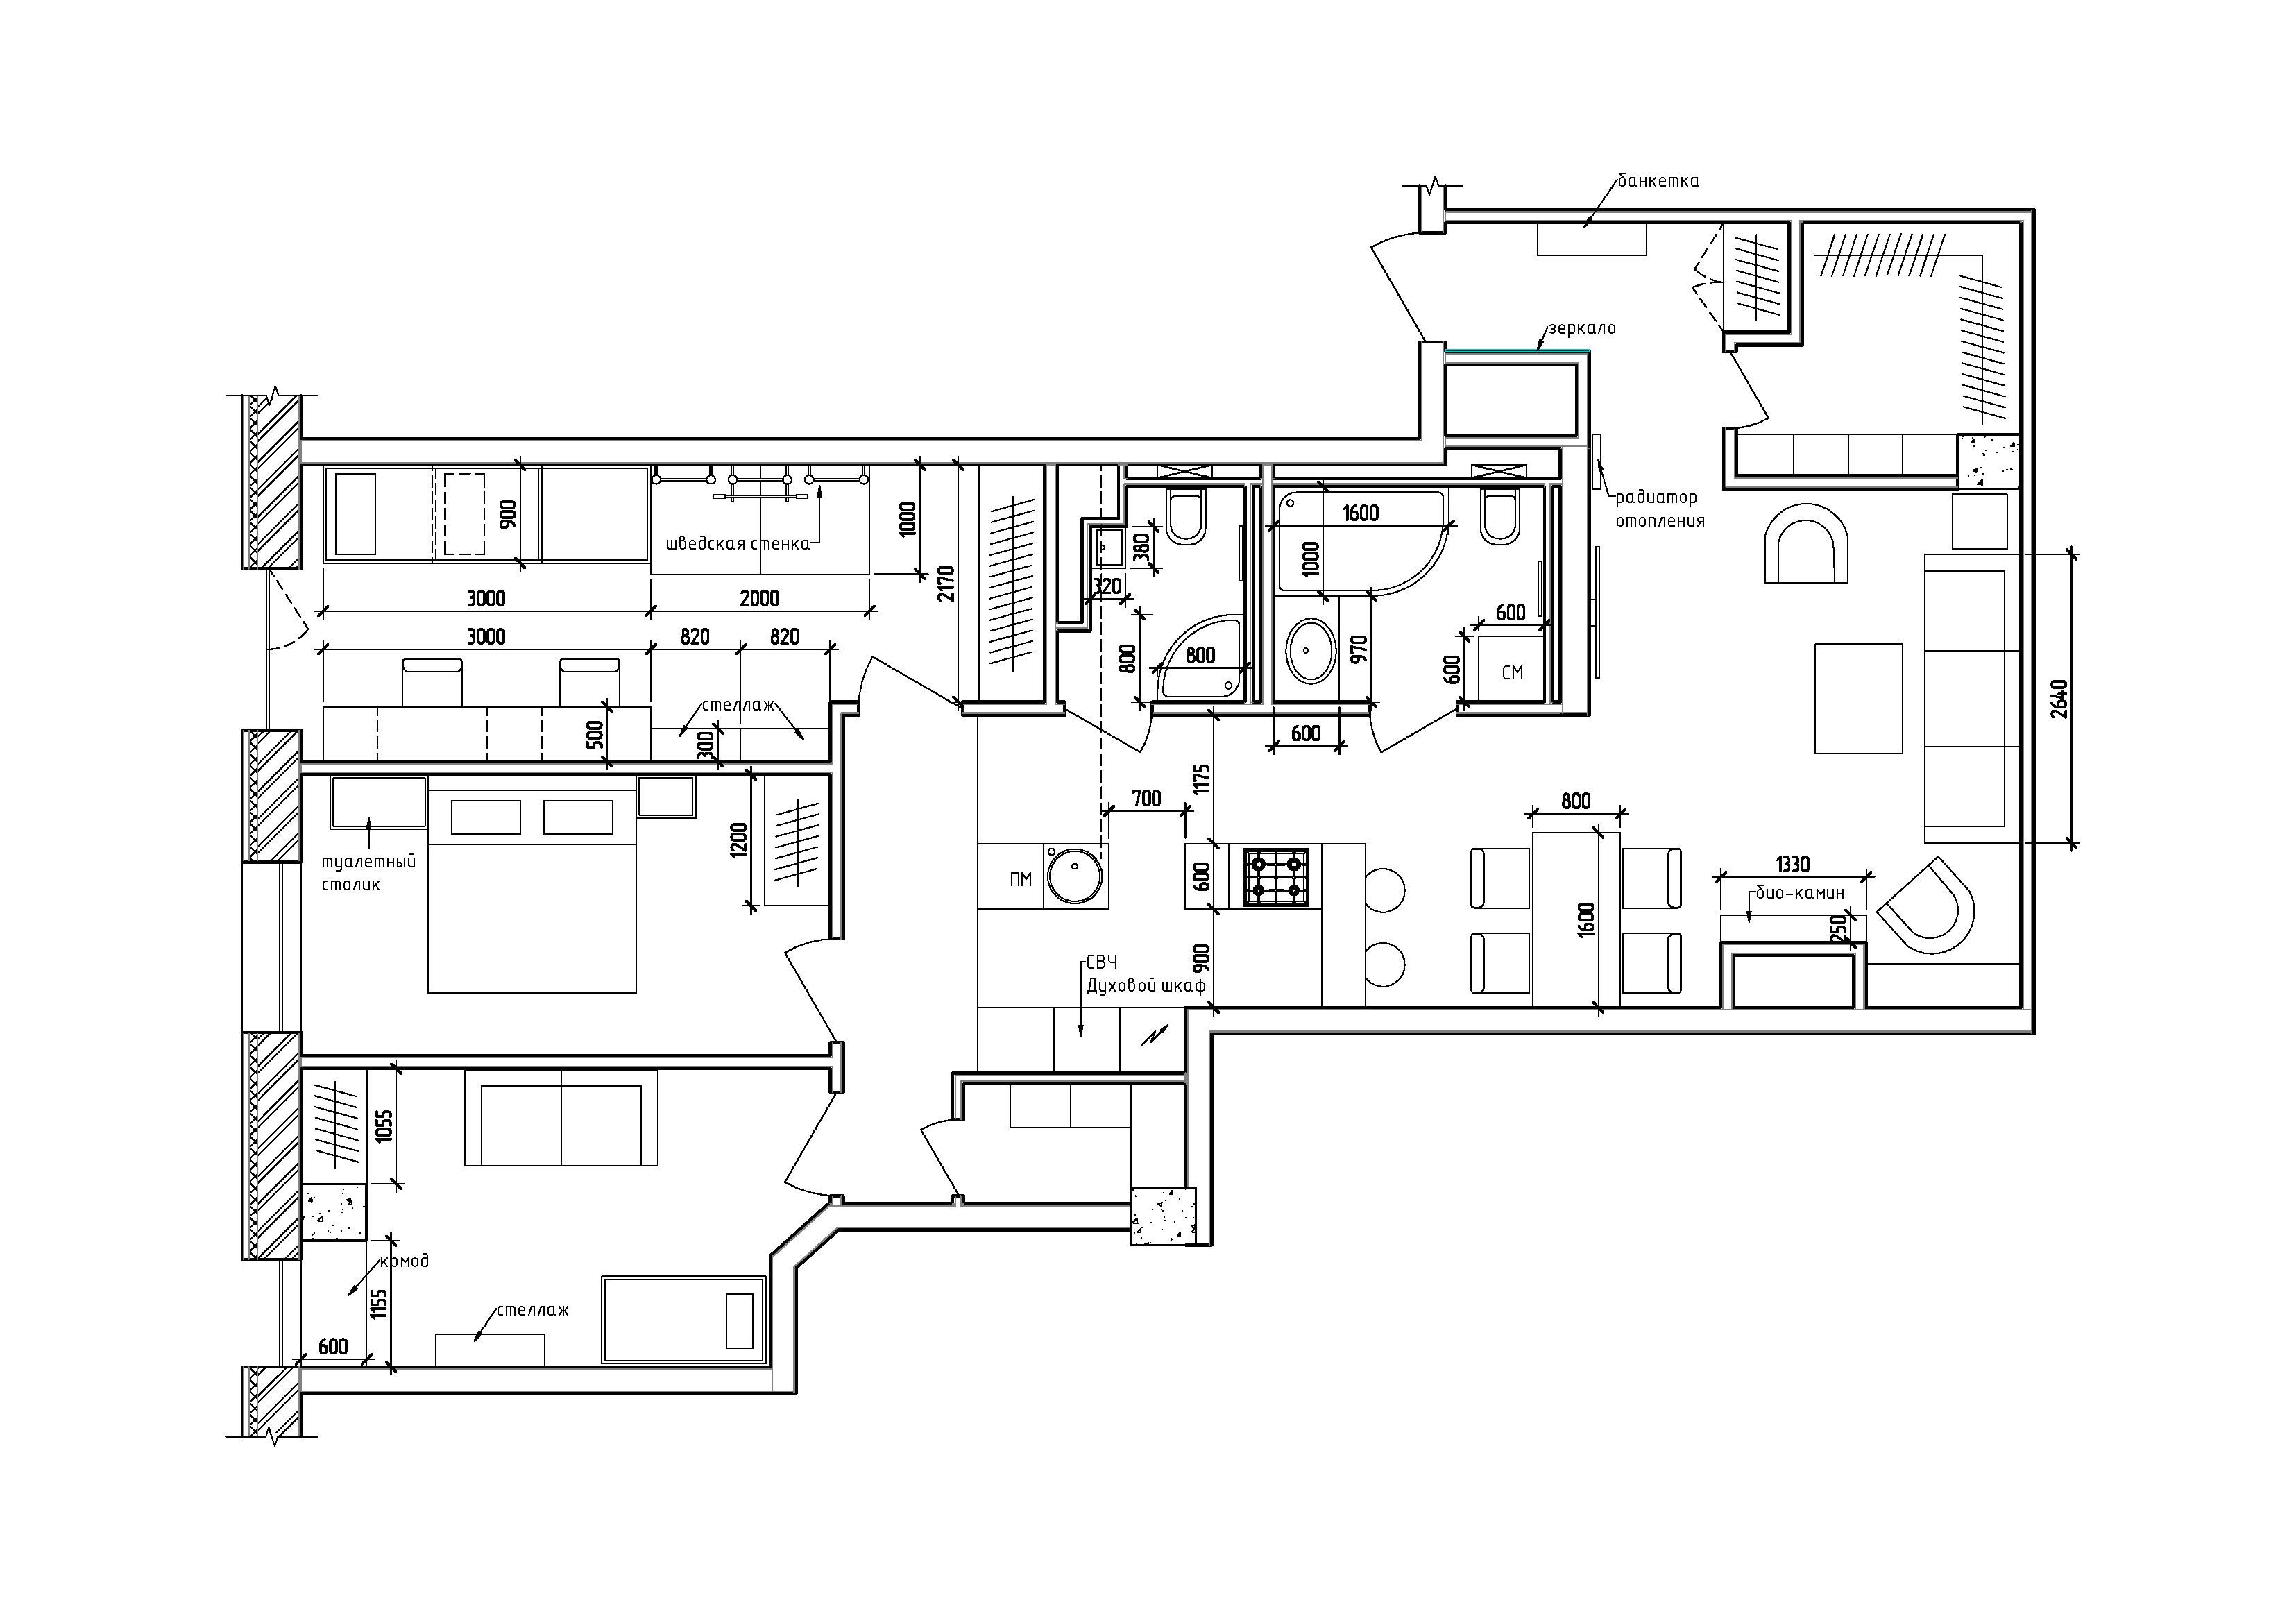 банкетка
зеркало
радиатор
отопления
900
шведская стенка
1000
2170
380
320
1600
1000
3000
2000
3000
820
820
800
800
970
600
600
СМ
стеллаж
500
300
600
2640
туалетный
столик
1200
700
1175
ПМ
600
900
800
1600
1330
био-камин
250
СВЧ
Духовой шкаф
1055
комод
1155
600
стеллаж